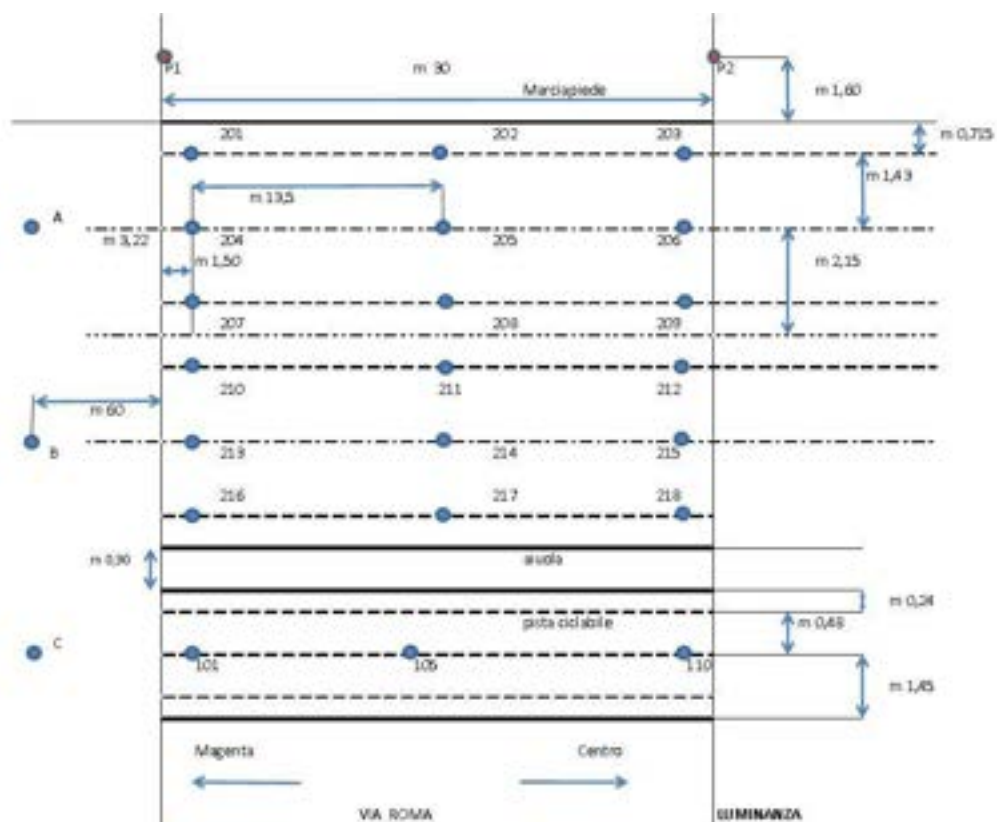 P1
m 30
P2
Marciapiede
m 1,60
201
202
203
m 0,715
m 1,43
m 13,5
A
m 3,22
204
205
206
m 1,50
m 2,15
207
208
209
210
211
212
m 60
B
213
214
215
216
217
218
m 0,90
aiuola
m 0,24
pista ciclabile
m 0,48
C
101
105
110
m 1,45
Magenta
Centro
VIA ROMA
LUMINANZA